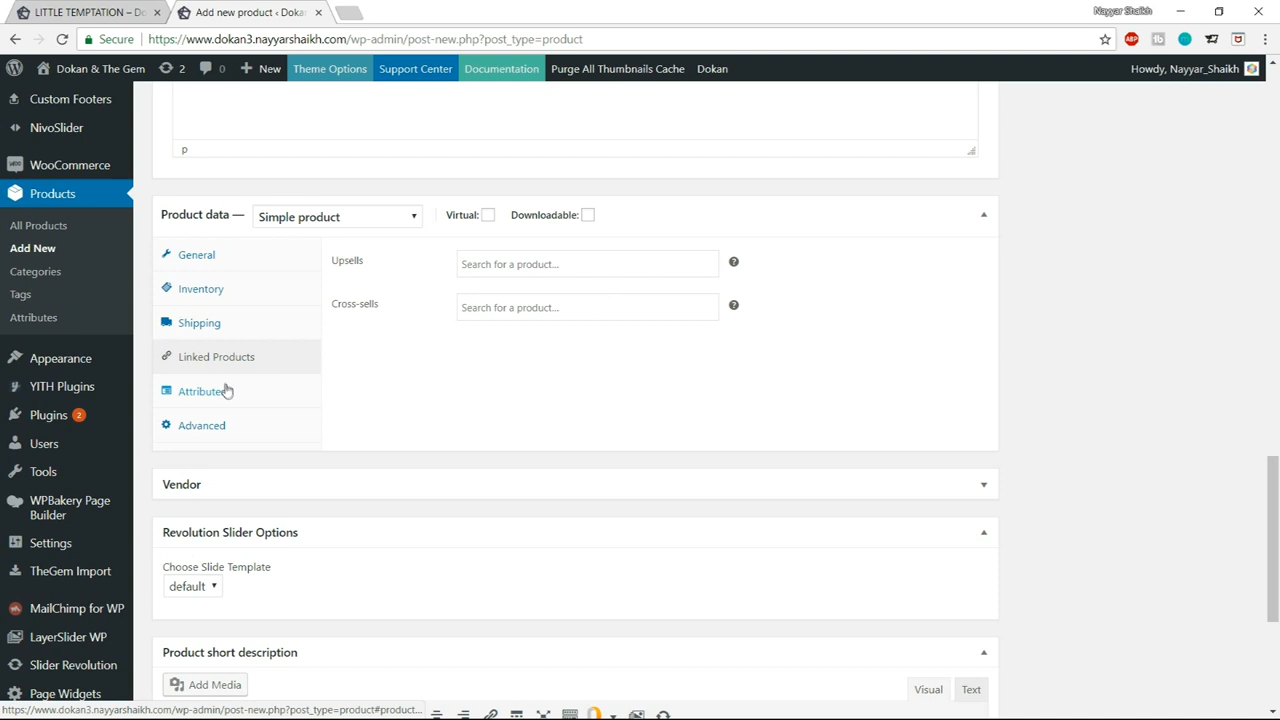 LITTLE TEMPTATION – Do
Add new product ‹ Doka
Nayyar Shaikh
Secure
https://www.dokan3.nayyarshaikh.com/wp-admin/post-new.php?post_type=product
ABP
Dokan & The Gem
2
0
New
Theme Options
Support Center
Documentation
Purge All Thumbnails Cache
Dokan
Howdy, Nayyar_Shaikh
Custom Footers
NivoSlider
WooCommerce
Products
All Products
Add New
Categories
Tags
Attributes
Appearance
YITH Plugins
Plugins 2
Users
Tools
WPBakery Page
Builder
Settings
TheGem Import
MailChimp for WP
LayerSlider WP
Slider Revolution
Page Widgets
p
Product data —
Simple product
Virtual:
Downloadable:
General
Inventory
Shipping
Linked Products
Attributes
Advanced
Upsells
Search for a product…
Cross-sells
Search for a product…
Vendor
Revolution Slider Options
Choose Slide Template
default
Product short description
Add Media
Visual
Text
https://www.dokan3.nayyarshaikh.com/wp-admin/post-new.php?post_type=product#product...